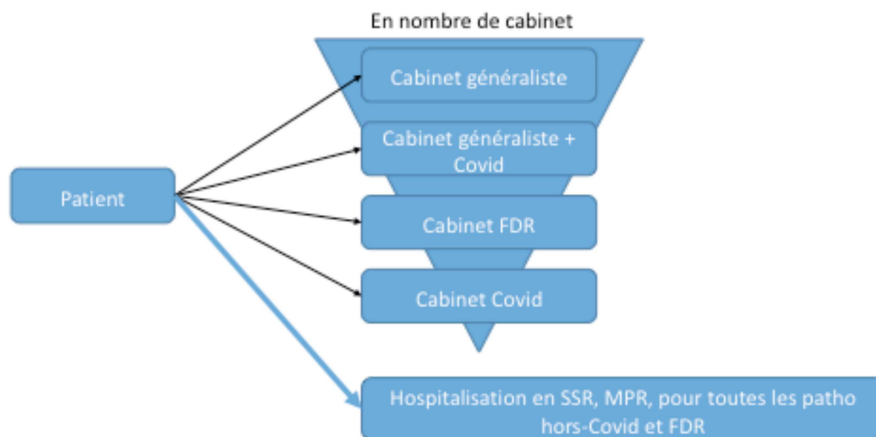 En nombre de cabinet
Cabinet généraliste
Cabinet généraliste +
Covid
Patient
Cabinet FDR
Cabinet Covid
Hospitalisation en SSR, MPR, pour toutes les patho
hors-Covid et FDR